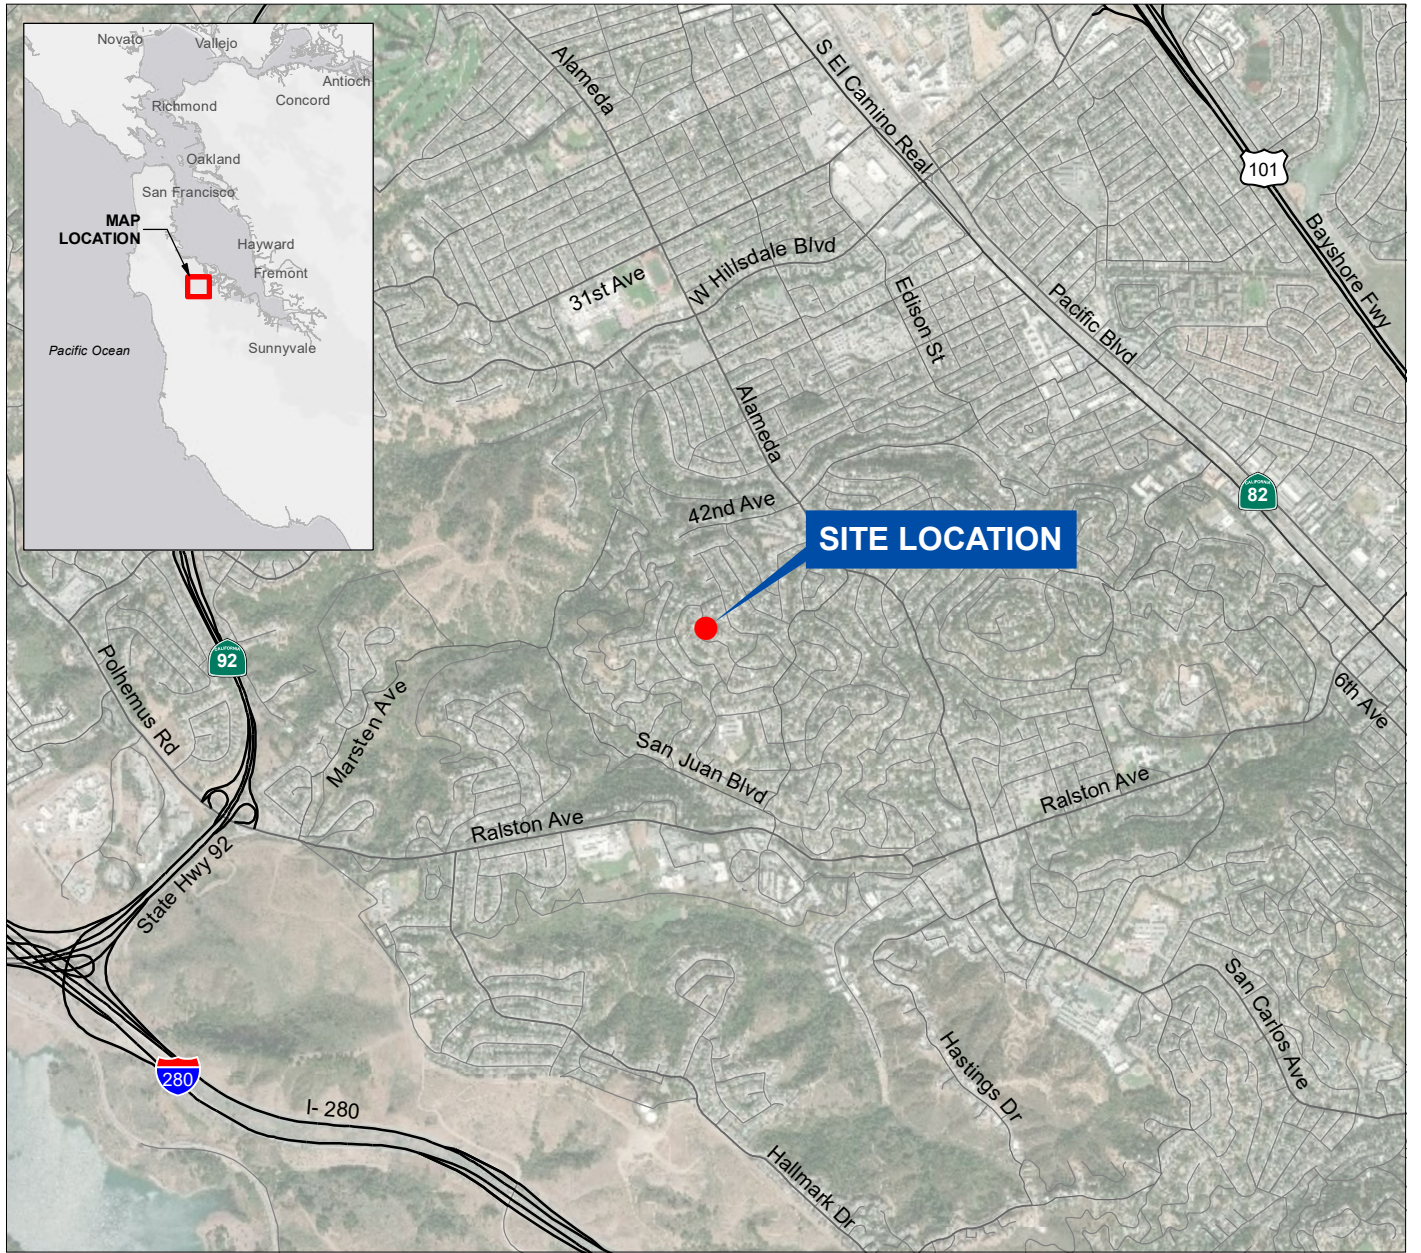 Novato
Vallejo
Antioch
Concord
Richmond
Oakland
San Francisco
MAP
LOCATION
Hayward
Fremont
Pacific Ocean
Sunnyvale
Alameda
S El Camino Real
101
Bayshore Fwy
31st Ave
W Hillsdale Blvd
Edison St
Pacific Blvd
Alameda
42nd Ave
CALIFORNIA
82
SITE LOCATION
CALIFORNIA
92
Polhemus Rd
Marsten Ave
San Juan Blvd
6th Ave
Ralston Ave
Ralston Ave
State Hwy 92
San Carlos Ave
Hastings Dr
280
I- 280
Hallmark Dr